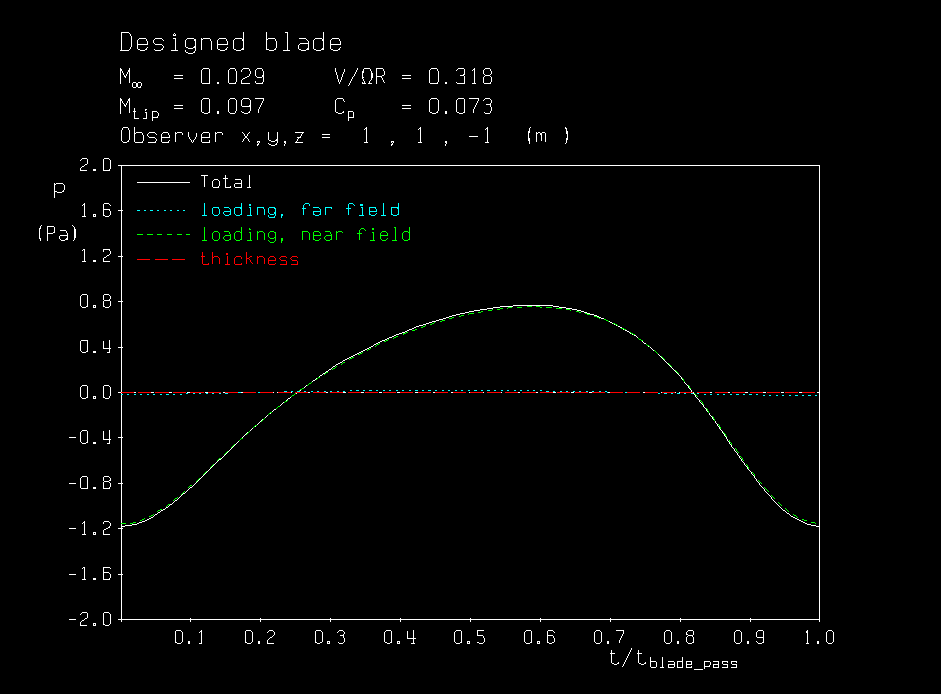 Designed blade
M∞ = 0.029 V/ΩR = 0.318
Mtip = 0.097 Cp = 0.073
Observer x,y,z = 1 , 1 , -1 (m )
p
(Pa)
2.0
1.6
1.2
0.8
0.4
0.0
-0.4
-0.8
-1.2
-1.6
-2.0
Total
loading, far field
loading, near field
thickness
0.1 0.2 0.3 0.4 0.5 0.6 0.7 0.8 0.9 1.0
t/tblade_pass